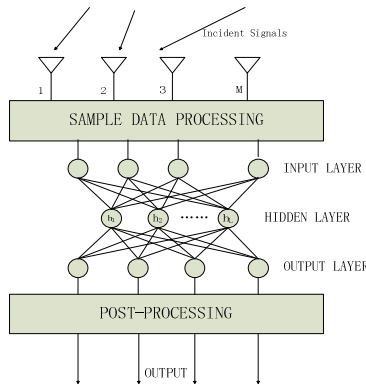 Incident Signals
1 2 3 M
SAMPLE DATA PROCESSING
INPUT LAYER
h1 h2 ...... hL HIDDEN LAYER
OUTPUT LAYER
POST-PROCESSING
OUTPUT